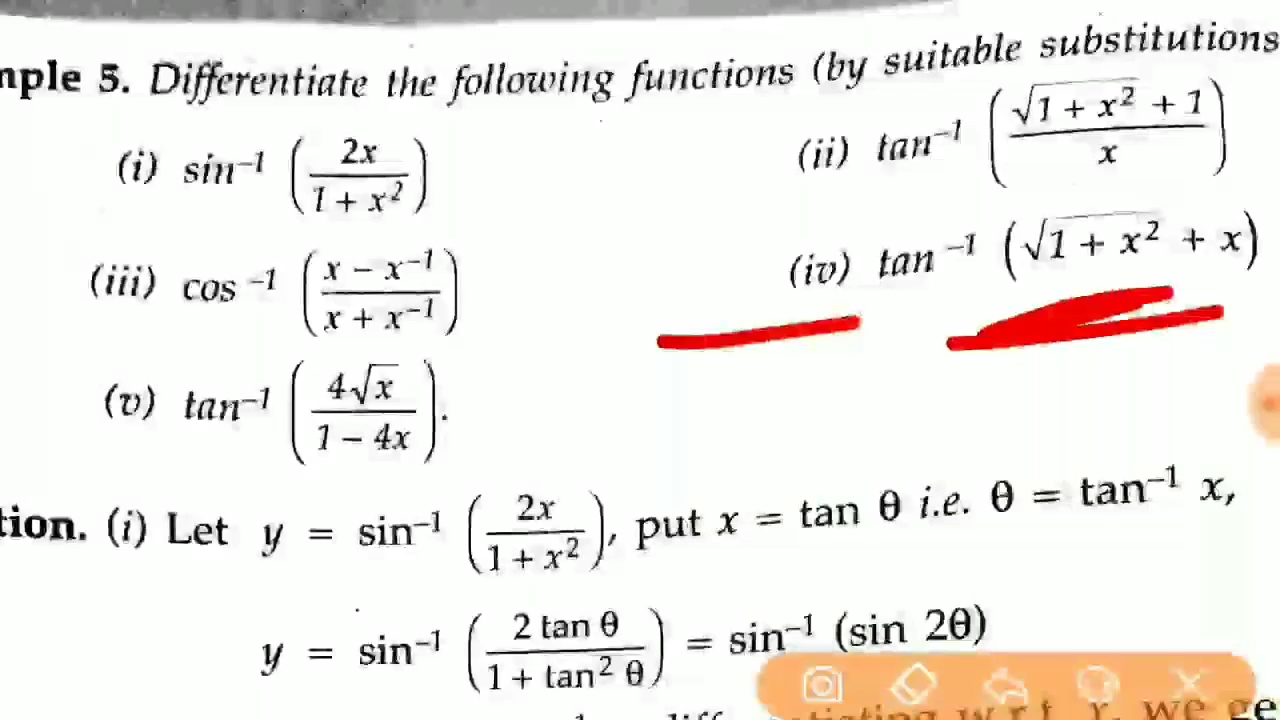 mple 5. Differentiate the following functions (by suitable substitutions
(i) sin⁻¹ (2x / 1 + x²)
(ii) tan⁻¹ (√1 + x² + 1 / x)
(iii) cos⁻¹ (x − x⁻¹ / x + x⁻¹)
(iv) tan⁻¹ (√1 + x² + x)
(v) tan⁻¹ (4√x / 1 − 4x).
tion. (i) Let y = sin⁻¹ (2x / 1 + x²), put x = tan θ i.e. θ = tan⁻¹ x,
y = sin⁻¹ (2 tan θ / 1 + tan² θ) = sin⁻¹ (sin 2θ)
w.r.t. x, we ge